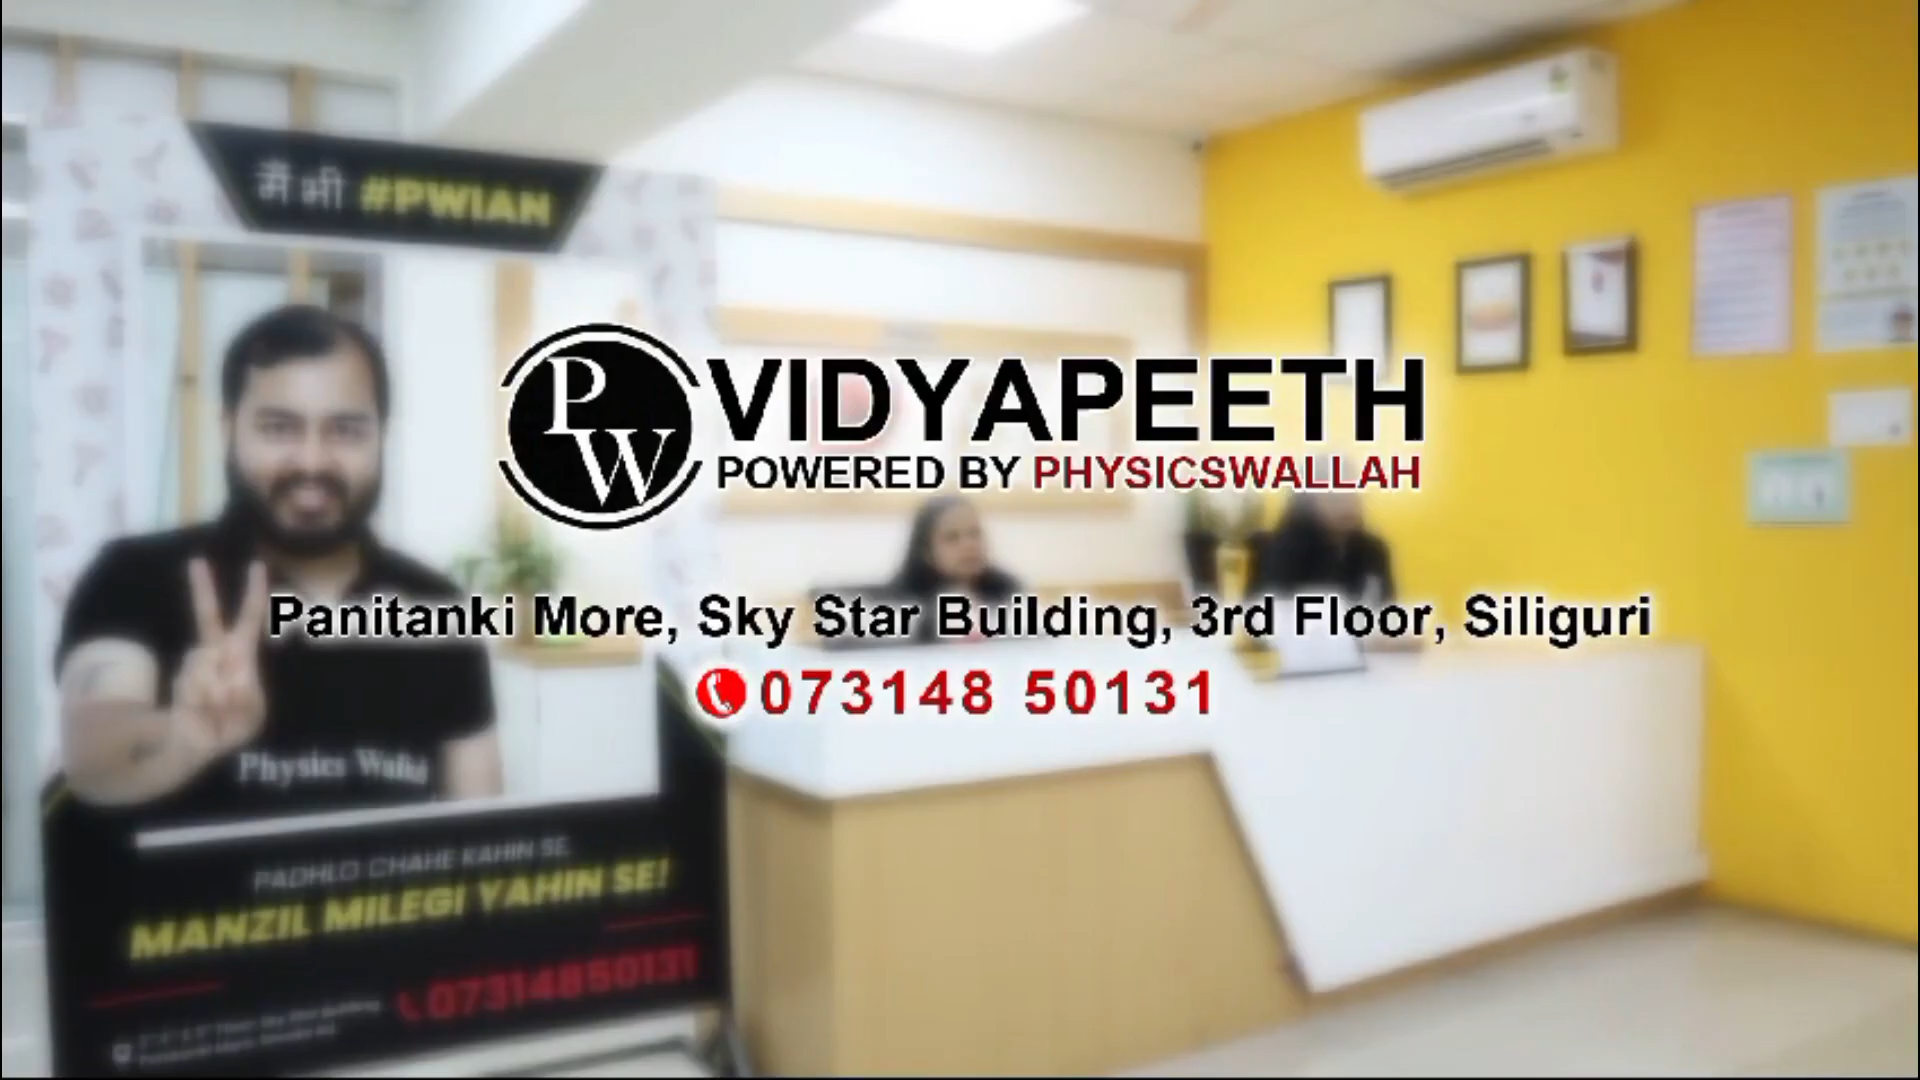 मैं भी #PWIAN
PW
VIDYAPEETH
POWERED BY PHYSICSWALLAH
Panitanki More, Sky Star Building, 3rd Floor, Siliguri
073148 50131
Physics Wallah
PADHLO CHAHE KAHIN SE,
MANZIL MILEGI YAHIN SE!
07314850131